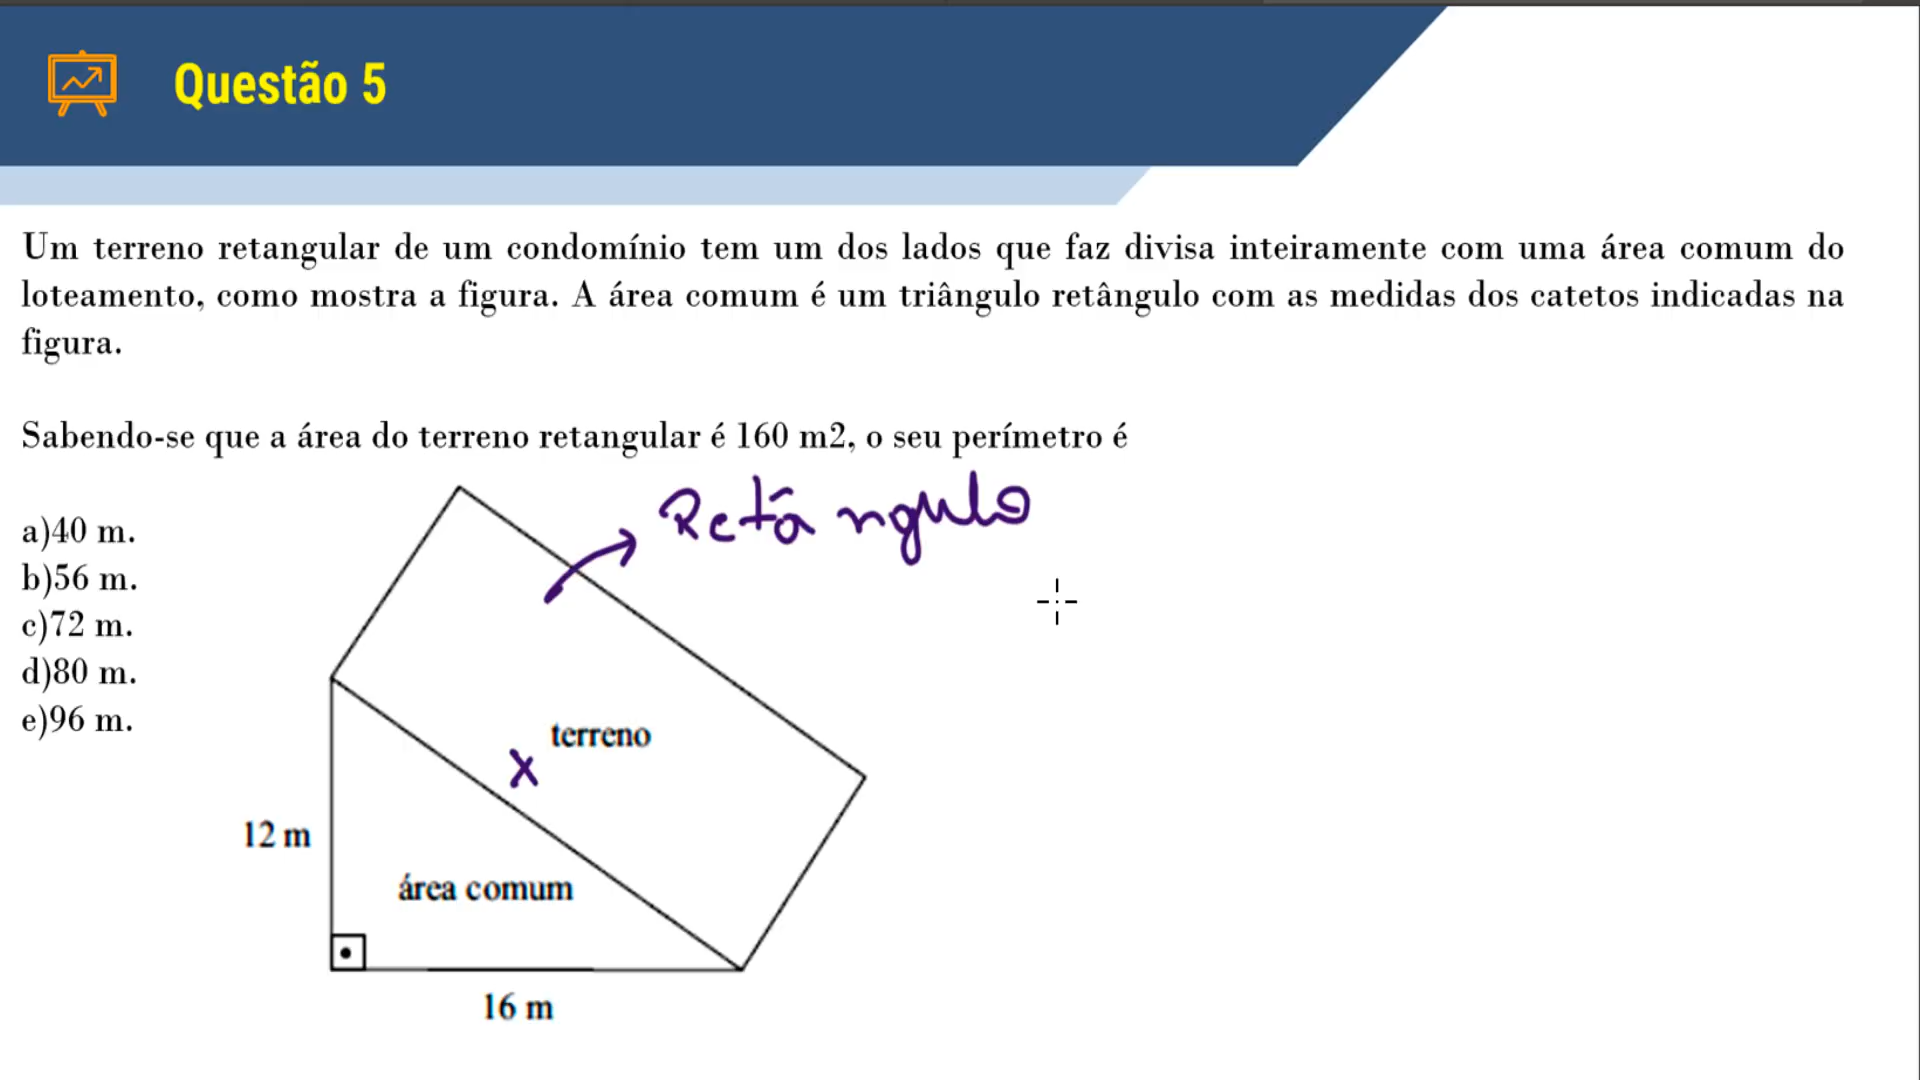 Questão 5
Um terreno retangular de um condomínio tem um dos lados que faz divisa inteiramente com uma área comum do
loteamento, como mostra a figura. A área comum é um triângulo retângulo com as medidas dos catetos indicadas na
figura.
Sabendo-se que a área do terreno retangular é 160 m2, o seu perímetro é
a)40 m.
b)56 m.
c)72 m.
d)80 m.
e)96 m.
Retângulo
terreno
x
12 m
área comum
16 m